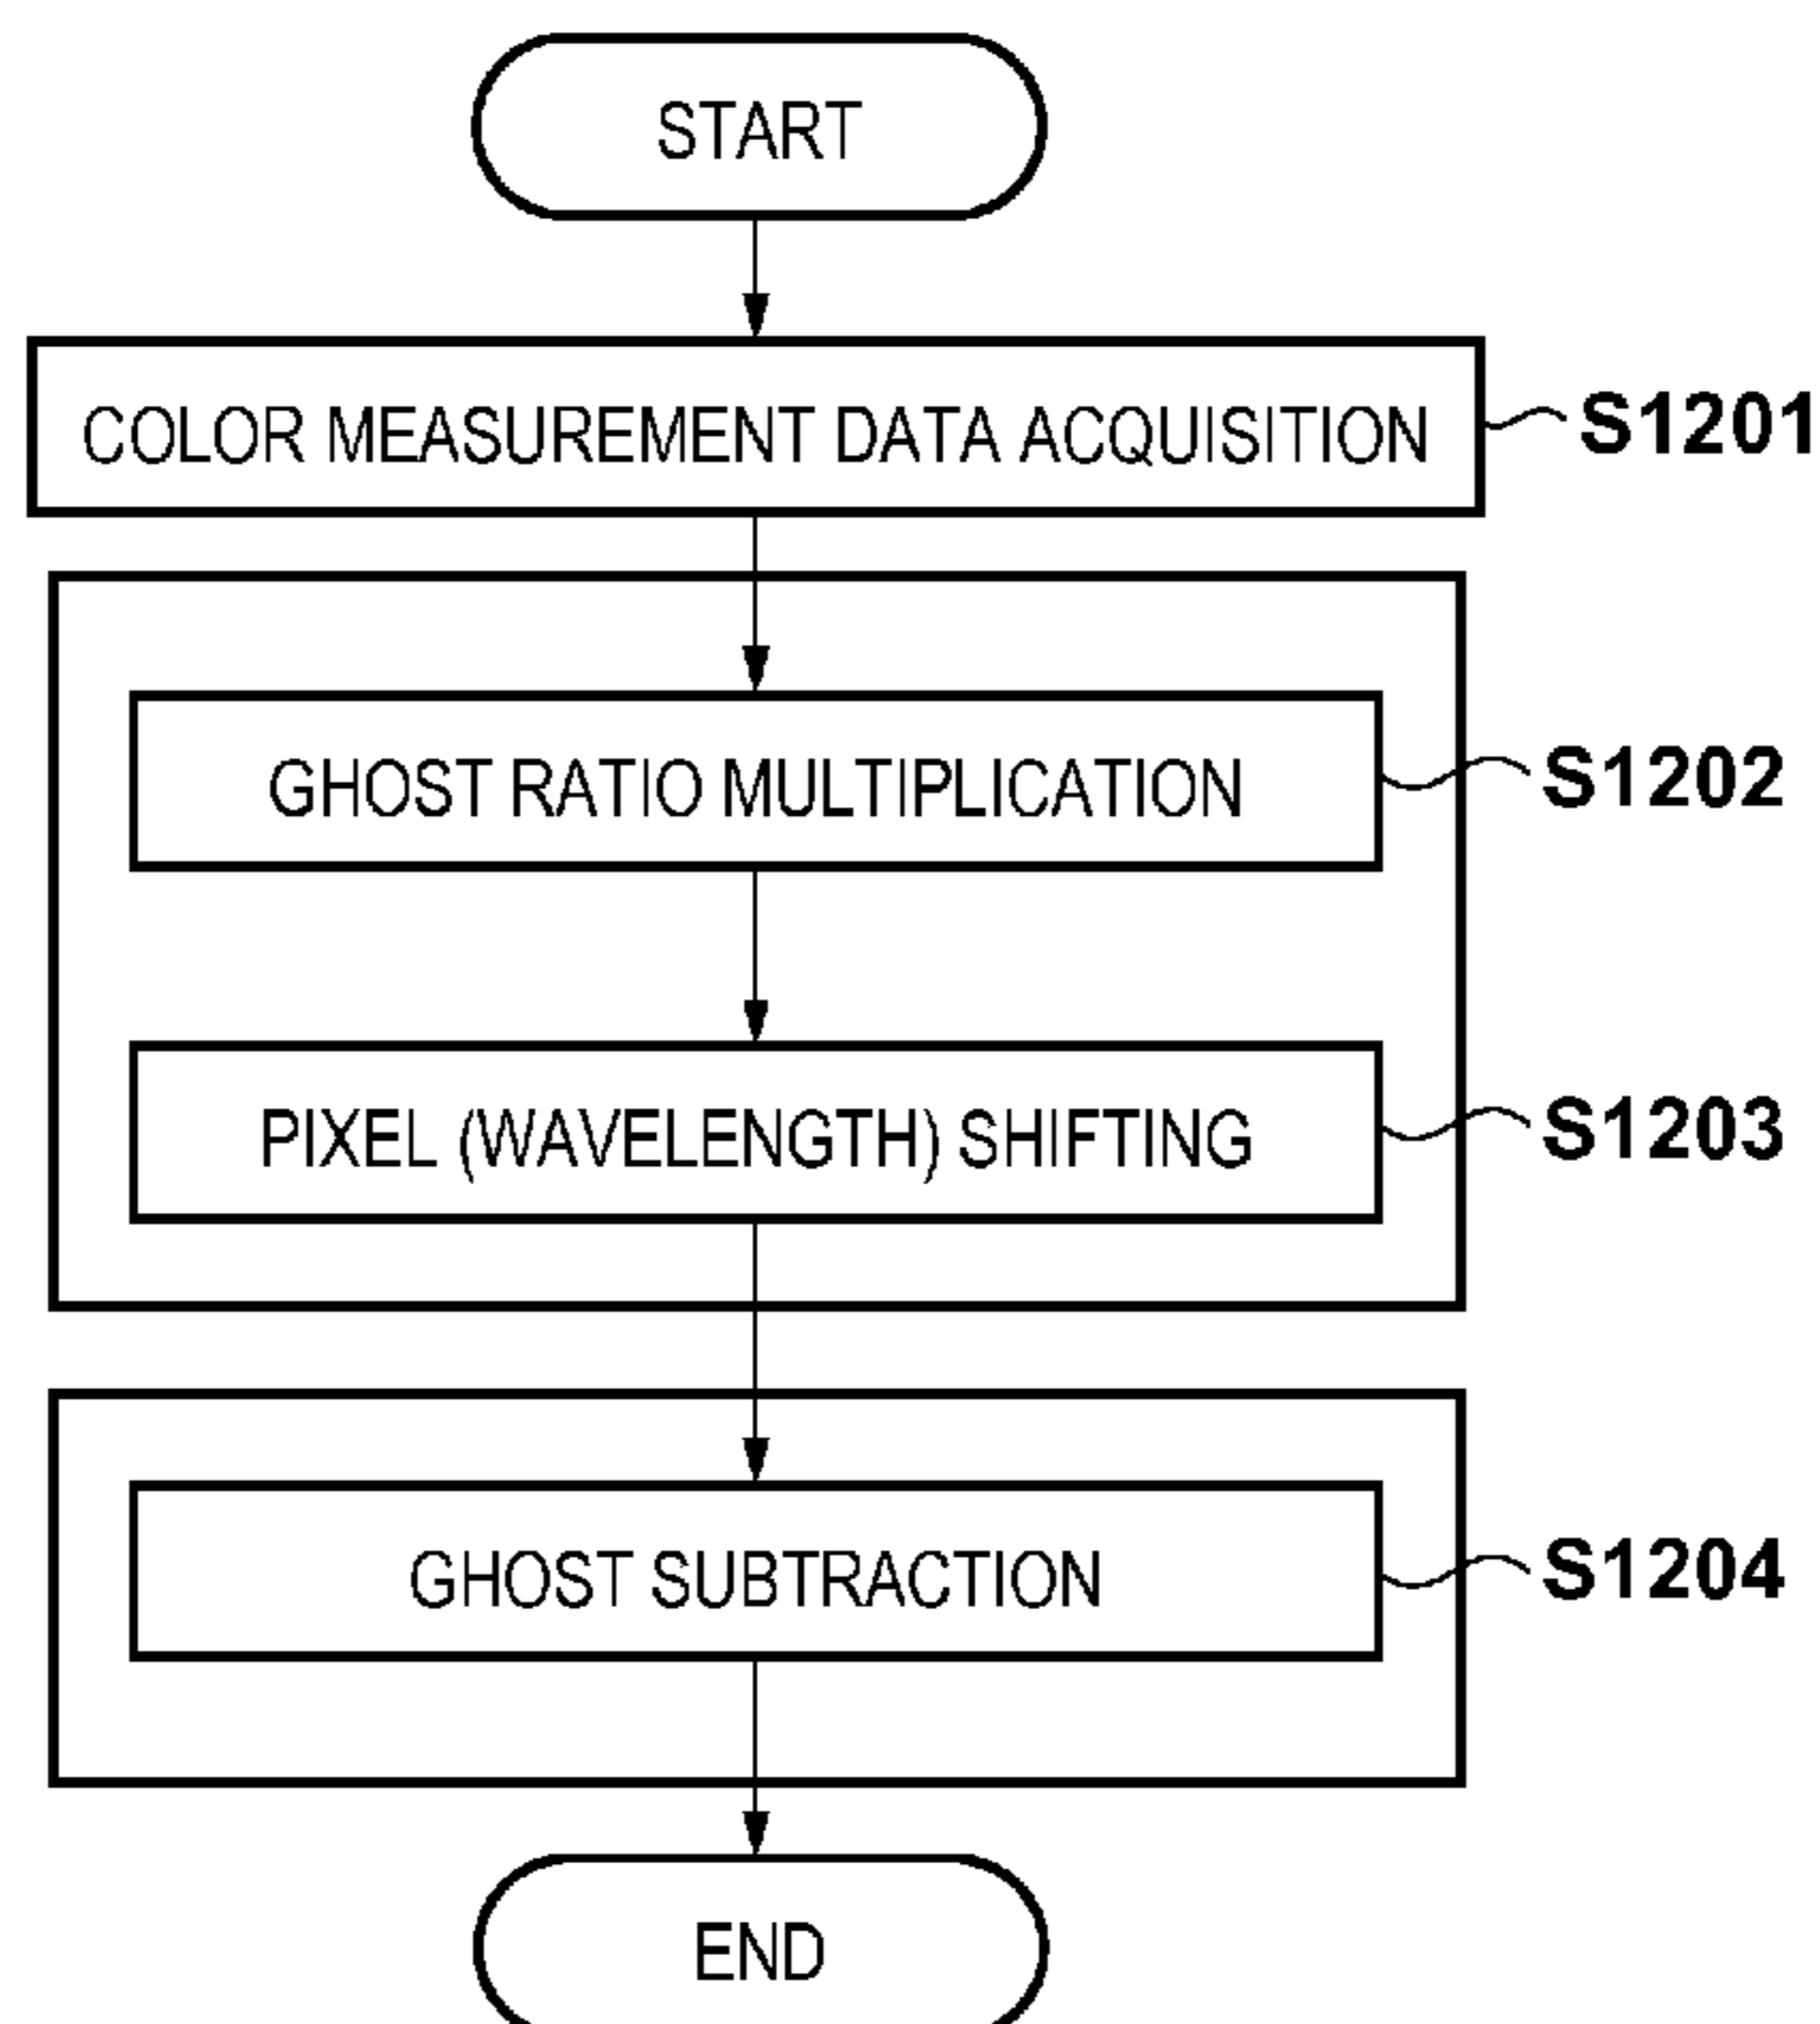 START
COLOR MEASUREMENT DATA ACQUISITION
S1201
GHOST RATIO MULTIPLICATION
S1202
PIXEL (WAVELENGTH) SHIFTING
S1203
GHOST SUBTRACTION
S1204
END